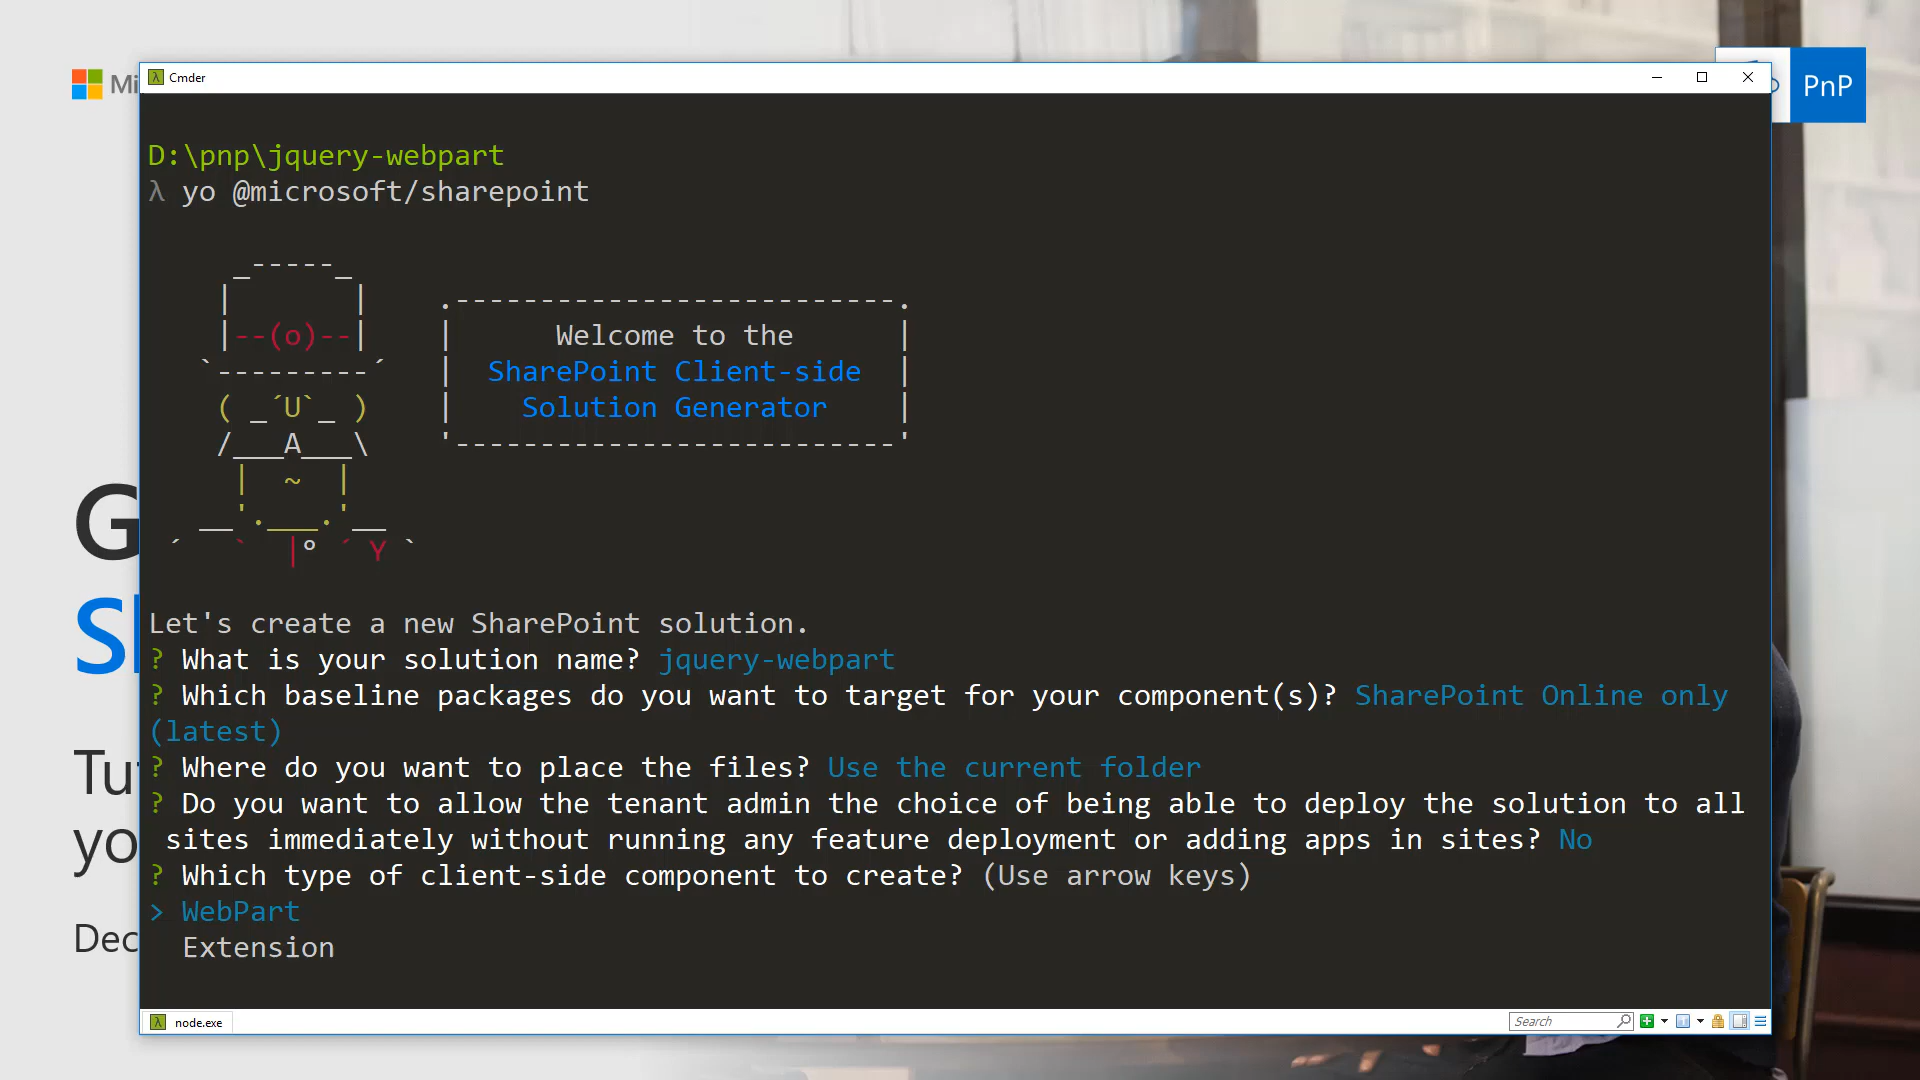 Cmder
PnP
D:\pnp\jquery-webpart
λ yo @microsoft/sharepoint
_-----_
|       |
|--(o)--|
`---------´
( _´U`_ )
/___A___\
|  ~  |
__'.___.'__
´   `  |° ´ Y `
.--------------------------.
|      Welcome to the      |
|  SharePoint Client-side  |
|    Solution Generator    |
'--------------------------'
Let's create a new SharePoint solution.
? What is your solution name? jquery-webpart
? Which baseline packages do you want to target for your component(s)? SharePoint Online only
(latest)
? Where do you want to place the files? Use the current folder
? Do you want to allow the tenant admin the choice of being able to deploy the solution to all
sites immediately without running any feature deployment or adding apps in sites? No
? Which type of client-side component to create? (Use arrow keys)
> WebPart
Extension
node.exe
Search